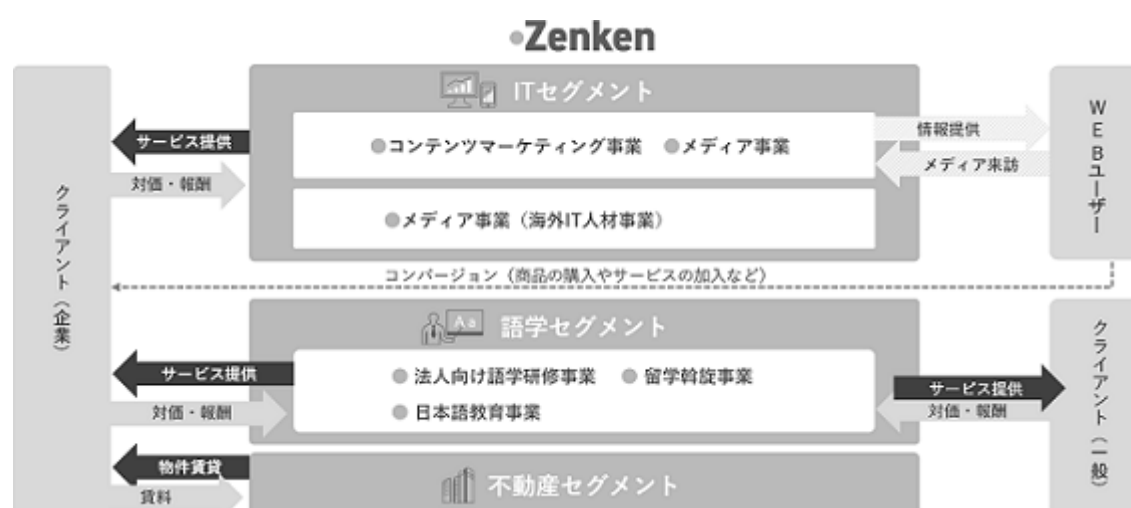 Zenken
ITセグメント
コンテンツマーケティング事業 メディア事業
メディア事業（海外IT人材事業）
サービス提供
対価・報酬
情報提供
メディア来訪
WEBユーザー
クライアント（企業）
コンバージョン（商品の購入やサービスの加入など）
Aa
語学セグメント
法人向け語学研修事業 留学斡旋事業
日本語教育事業
サービス提供
対価・報酬
サービス提供
対価・報酬
クライアント（一般）
物件賃貸
賃料
不動産セグメント